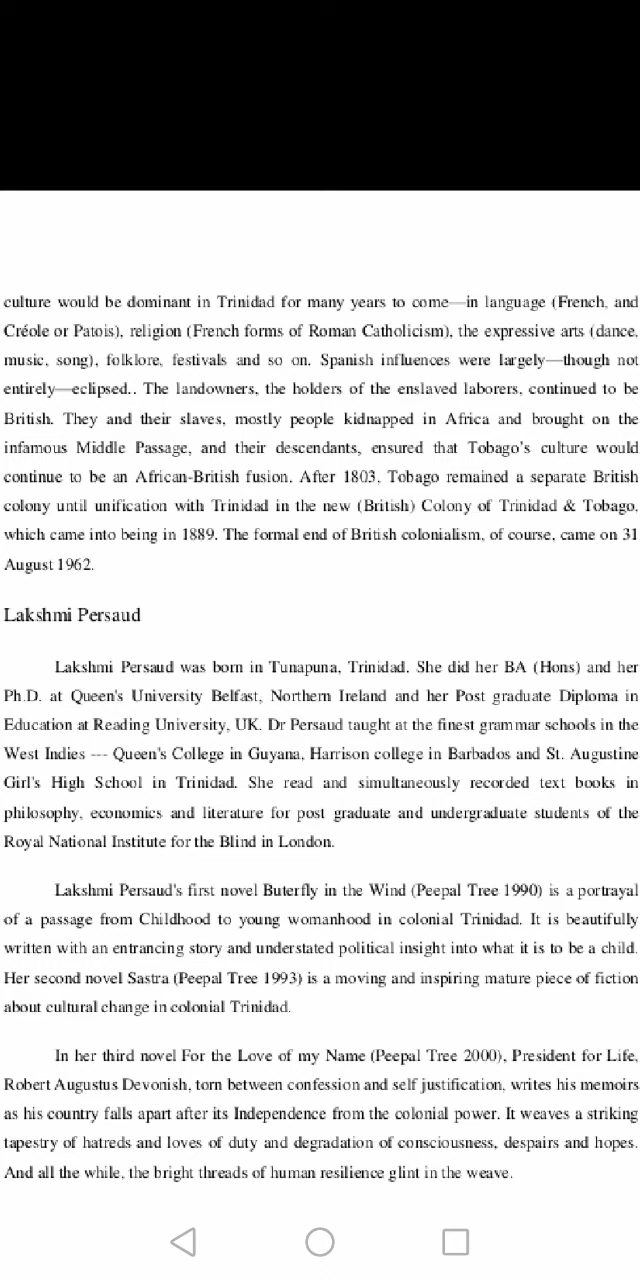 culture would be dominant in Trinidad for many years to come—in language (French, and
Créole or Patois), religion (French forms of Roman Catholicism), the expressive arts (dance,
music, song), folklore, festivals and so on. Spanish influences were largely—though not
entirely—eclipsed.. The landowners, the holders of the enslaved laborers, continued to be
British. They and their slaves, mostly people kidnapped in Africa and brought on the
infamous Middle Passage, and their descendants, ensured that Tobago's culture would
continue to be an African-British fusion. After 1803, Tobago remained a separate British
colony until unification with Trinidad in the new (British) Colony of Trinidad & Tobago,
which came into being in 1889. The formal end of British colonialism, of course, came on 31
August 1962.
Lakshmi Persaud
Lakshmi Persaud was born in Tunapuna, Trinidad. She did her BA (Hons) and her
Ph.D. at Queen's University Belfast, Northern Ireland and her Post graduate Diploma in
Education at Reading University, UK. Dr Persaud taught at the finest grammar schools in the
West Indies --- Queen's College in Guyana, Harrison college in Barbados and St. Augustine
Girl's High School in Trinidad. She read and simultaneously recorded text books in
philosophy, economics and literature for post graduate and undergraduate students of the
Royal National Institute for the Blind in London.
Lakshmi Persaud's first novel Buterfly in the Wind (Peepal Tree 1990) is a portrayal
of a passage from Childhood to young womanhood in colonial Trinidad. It is beautifully
written with an entrancing story and understated political insight into what it is to be a child.
Her second novel Sastra (Peepal Tree 1993) is a moving and inspiring mature piece of fiction
about cultural change in colonial Trinidad.
In her third novel For the Love of my Name (Peepal Tree 2000), President for Life,
Robert Augustus Devonish, torn between confession and self justification, writes his memoirs
as his country falls apart after its Independence from the colonial power. It weaves a striking
tapestry of hatreds and loves of duty and degradation of consciousness, despairs and hopes.
And all the while, the bright threads of human resilience glint in the weave.